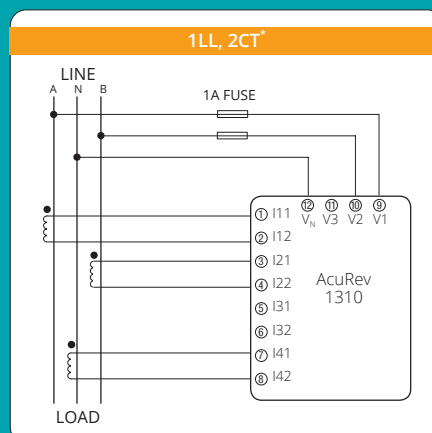 1LL, 2CT*
LINE
A N B
1A FUSE
⑫ ⑪ ⑩ ⑨
VN V3 V2 V1
① I11
② I12
③ I21
④ I22
⑤ I31
⑥ I32
⑦ I41
⑧ I42
AcuRev
1310
LOAD